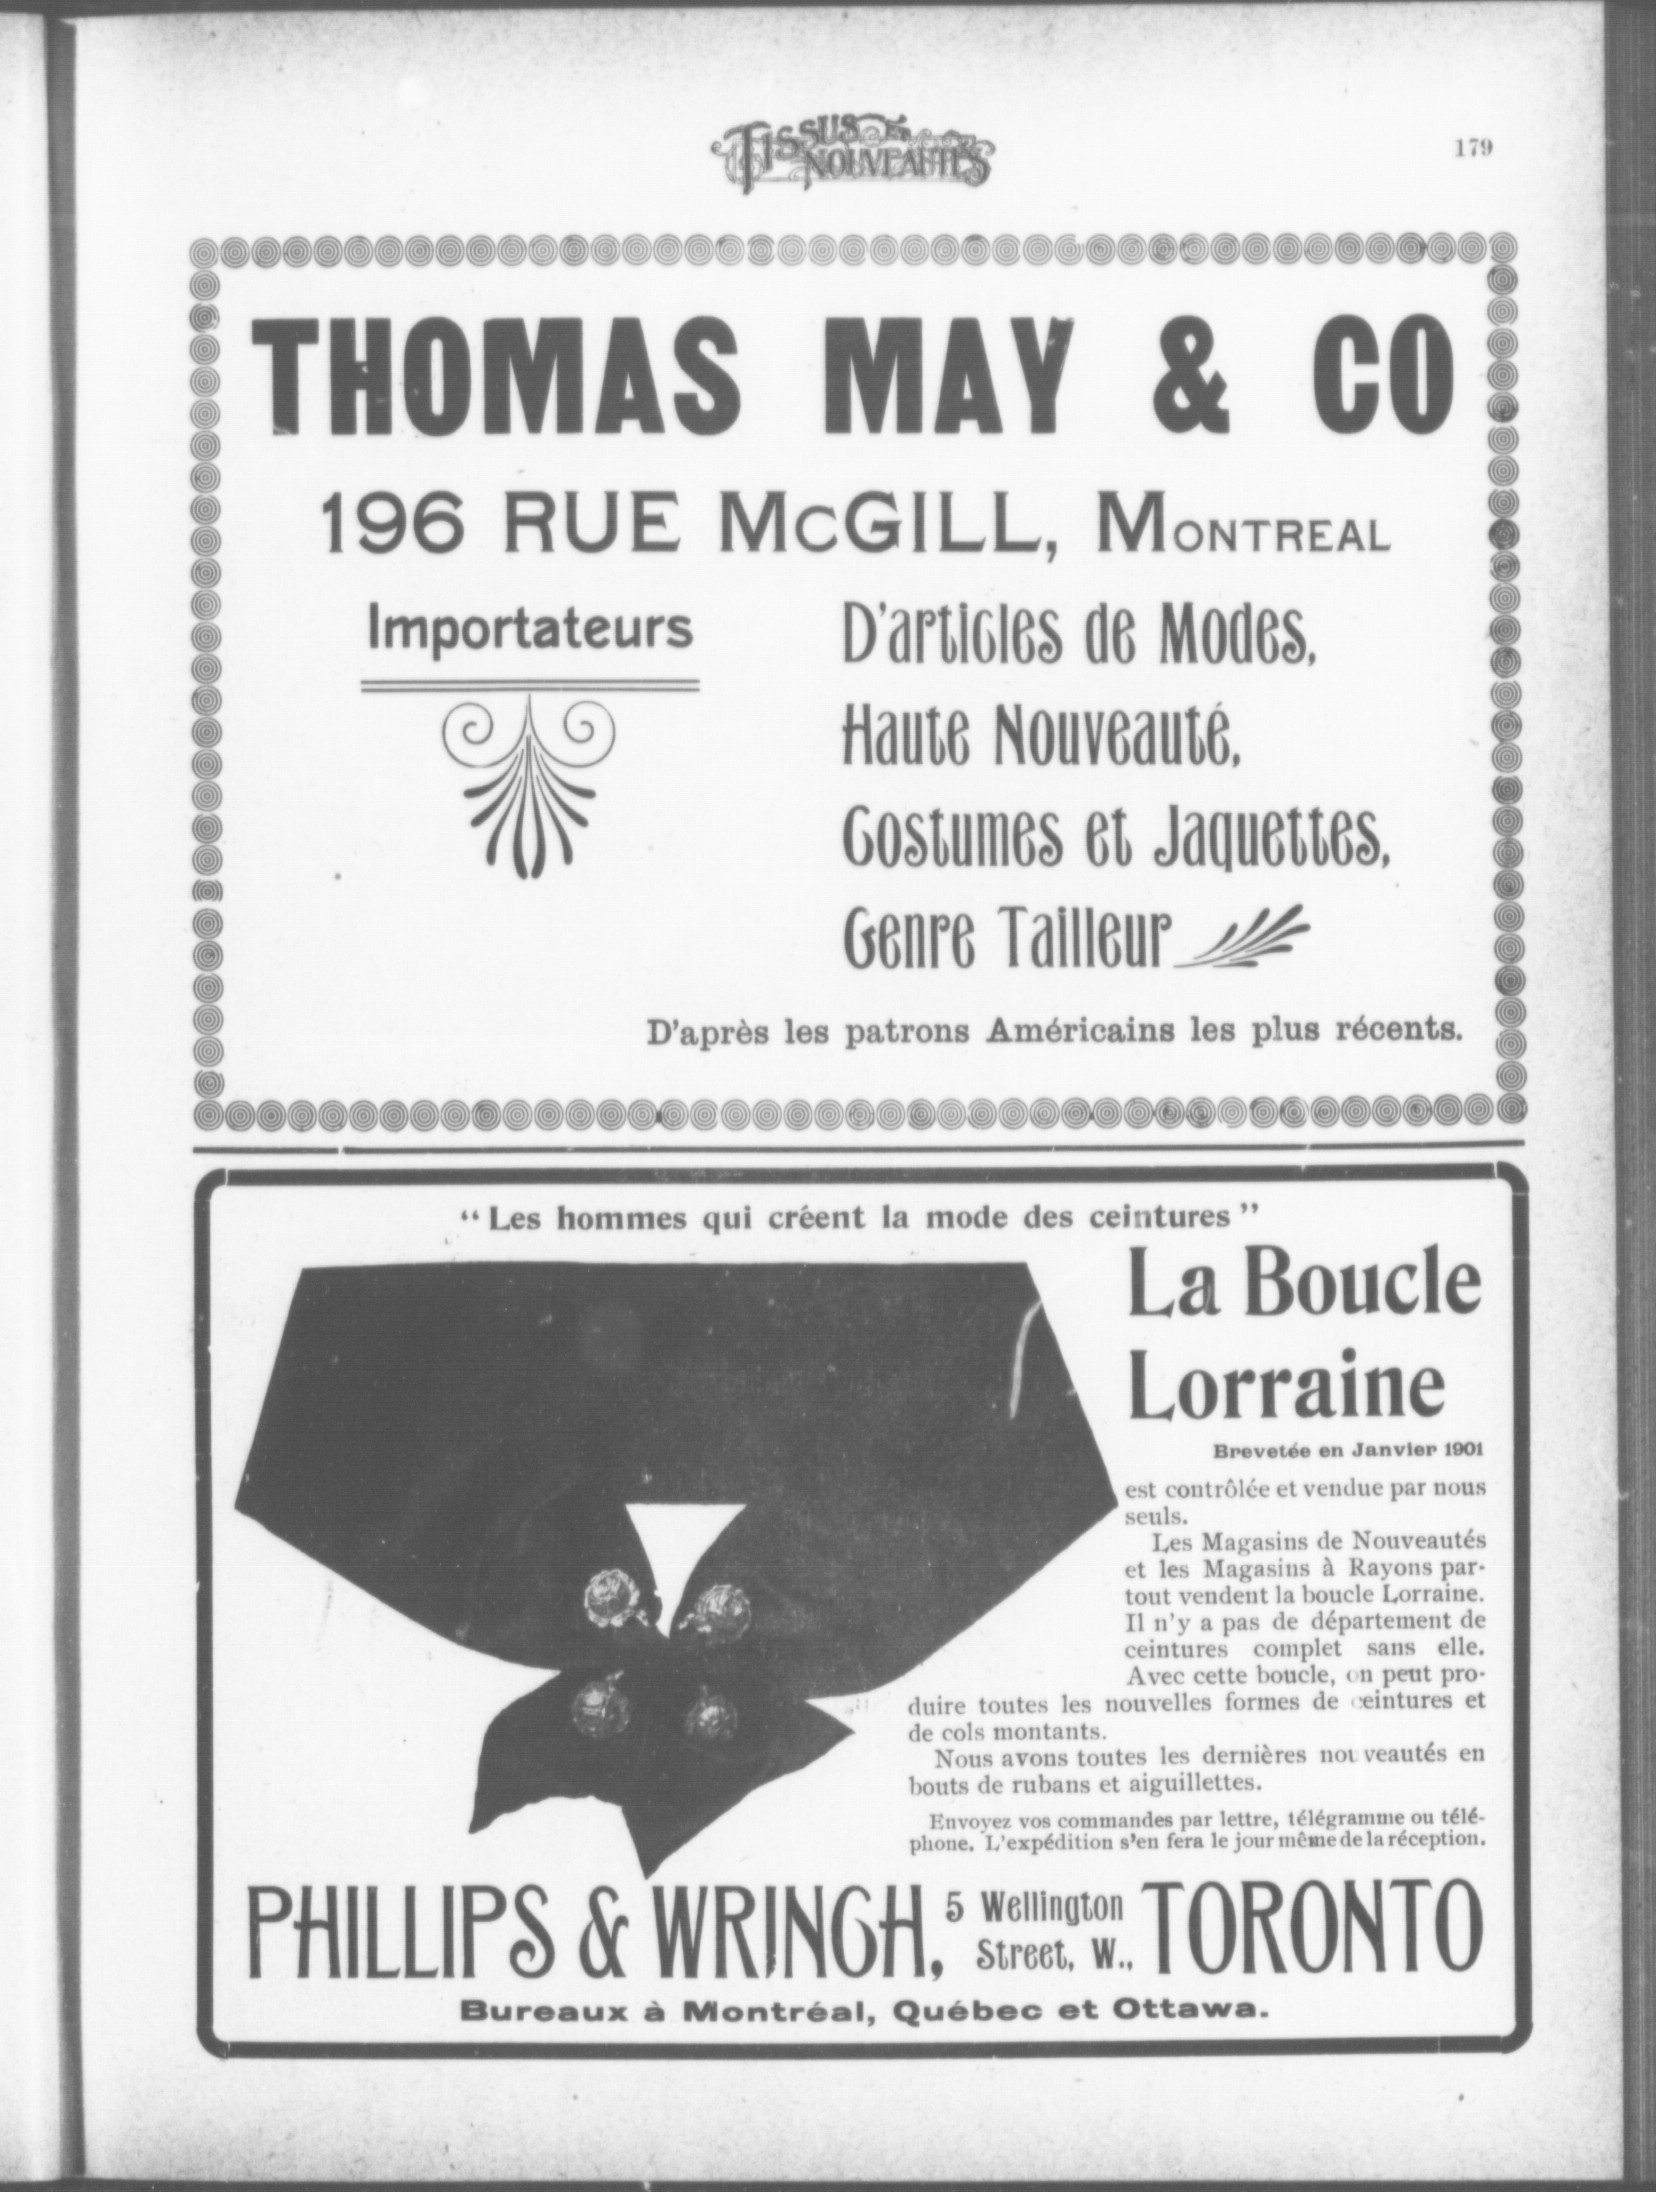 TISSUS & NOUVEAUTÉS
179
THOMAS MAY & CO
196 RUE McGILL, MONTREAL
Importateurs
D'articles de Modes,
Haute Nouveauté,
Costumes et Jaquettes,
Genre Tailleur
D'après les patrons Américains les plus récents.
“ Les hommes qui créent la mode des ceintures ”
La Boucle
Lorraine
Brevetée en Janvier 1901
est contrôlée et vendue par nous
seuls.
Les Magasins de Nouveautés
et les Magasins à Rayons par-
tout vendent la boucle Lorraine.
Il n'y a pas de département de
ceintures complet sans elle.
Avec cette boucle, on peut pro-
duire toutes les nouvelles formes de ceintures et
de cols montants.
Nous avons toutes les dernières nouveautés en
bouts de rubans et aiguillettes.
Envoyez vos commandes par lettre, télégramme ou télé-
phone. L'expédition s'en fera le jour même de la réception.
PHILLIPS & WRINCH, 5 Wellington Street, W., TORONTO
Bureaux à Montréal, Québec et Ottawa.